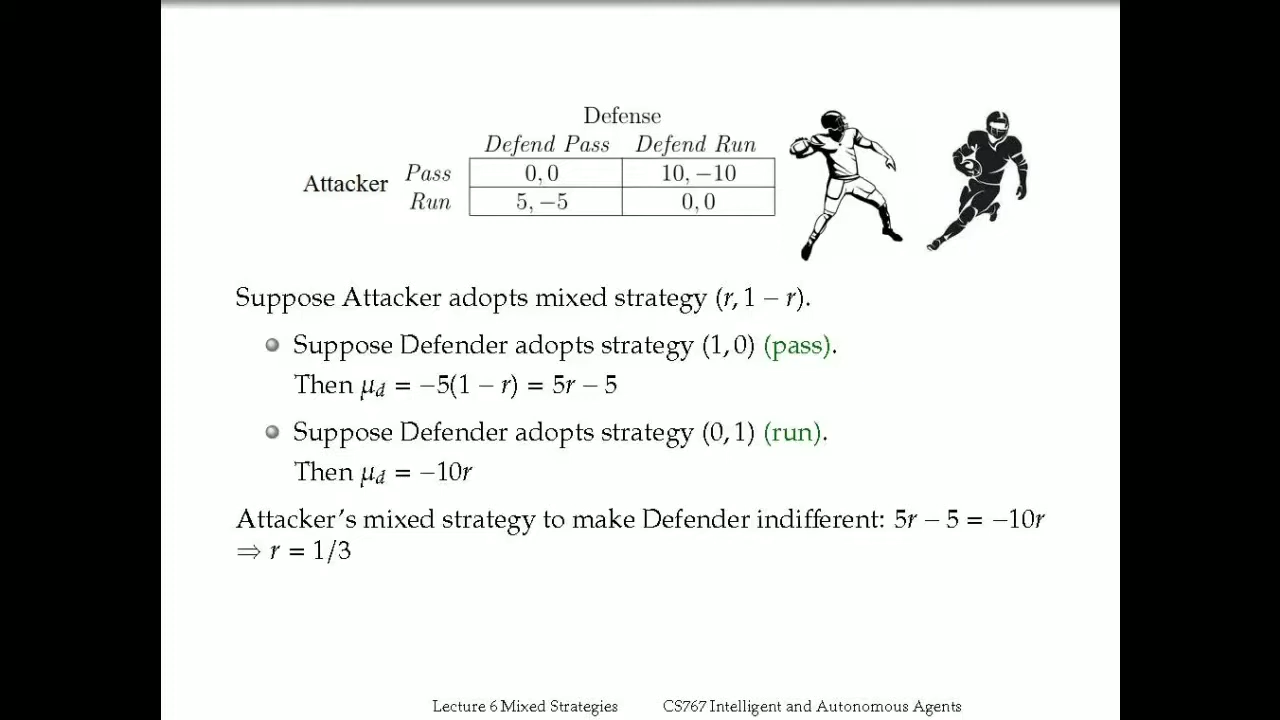 Defense
Defend Pass Defend Run
Attacker Pass 0, 0 10, −10
Run 5, −5 0, 0
Suppose Attacker adopts mixed strategy (r, 1 − r).
Suppose Defender adopts strategy (1, 0) (pass).
Then μd = −5(1 − r) = 5r − 5
Suppose Defender adopts strategy (0, 1) (run).
Then μd = −10r
Attacker's mixed strategy to make Defender indifferent: 5r − 5 = −10r
⇒ r = 1/3
Lecture 6 Mixed Strategies CS767 Intelligent and Autonomous Agents